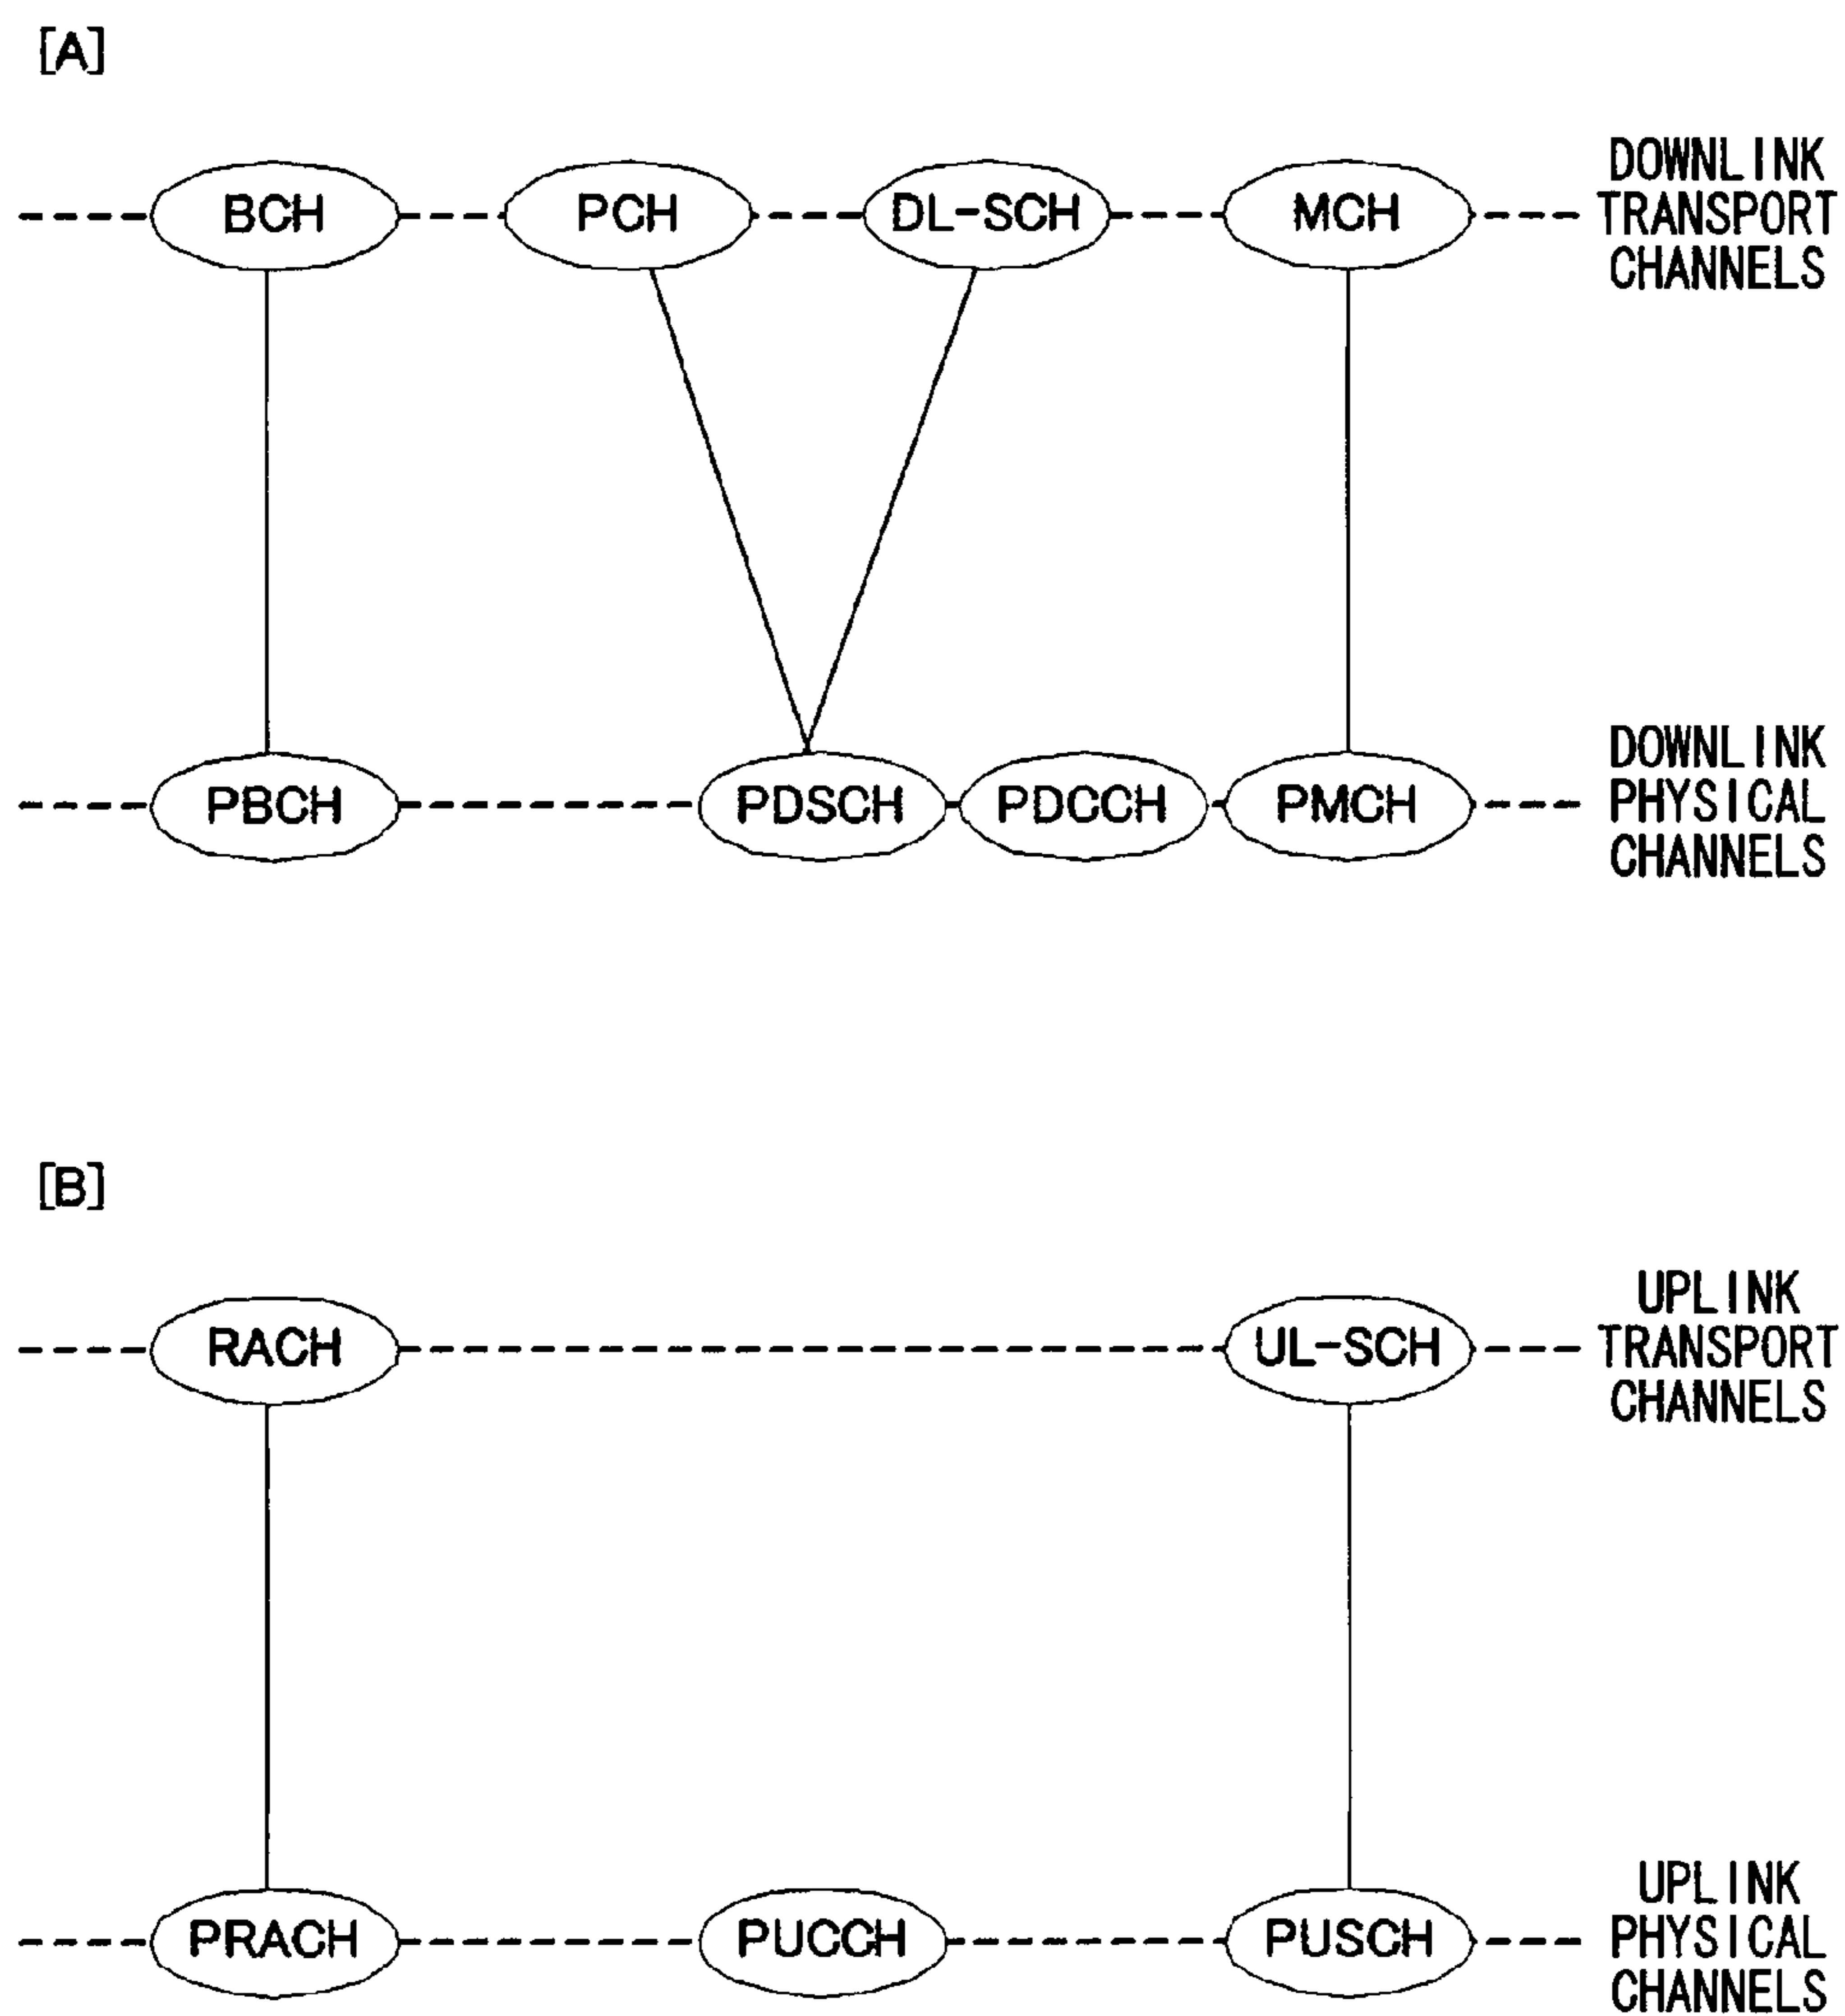 [A]
BCH PCH DL-SCH MCH
DOWNLINK
TRANSPORT
CHANNELS
PBCH PDSCH PDCCH PMCH
DOWNLINK
PHYSICAL
CHANNELS
[B]
RACH UL-SCH
UPLINK
TRANSPORT
CHANNELS
PRACH PUCCH PUSCH
UPLINK
PHYSICAL
CHANNELS